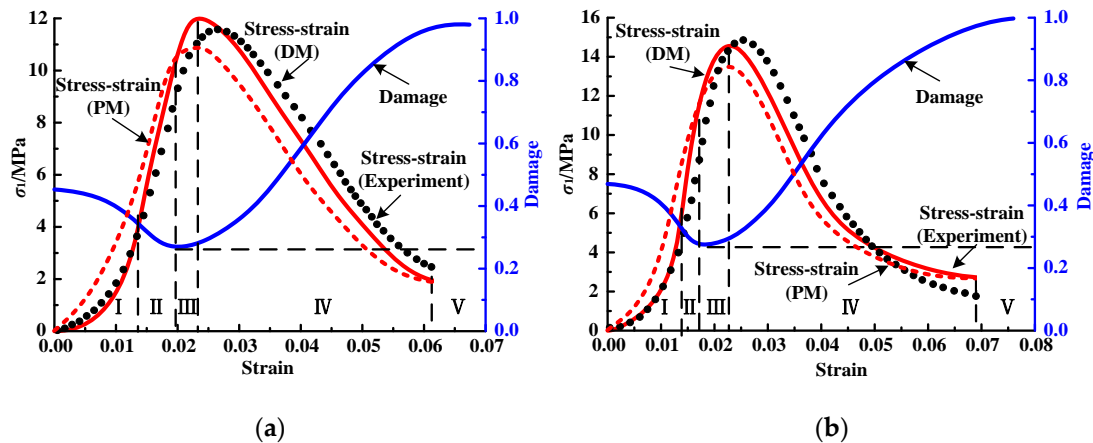 12
10
8
6
4
2
0
σ₁/MPa
1.0
0.8
0.6
0.4
0.2
0.0
Damage
0.00 0.01 0.02 0.03 0.04 0.05 0.06 0.07
Strain
Stress-strain
(DM)
Stress-strain
(PM)
Damage
Stress-strain
(Experiment)
I II III IV V
(a)
16
14
12
10
8
6
4
2
0
σ₁/MPa
1.0
0.8
0.6
0.4
0.2
0.0
Damage
0.00 0.01 0.02 0.03 0.04 0.05 0.06 0.07 0.08
Strain
Stress-strain
(DM)
Damage
Stress-strain
(Experiment)
Stress-strain
(PM)
I II III IV V
(b)